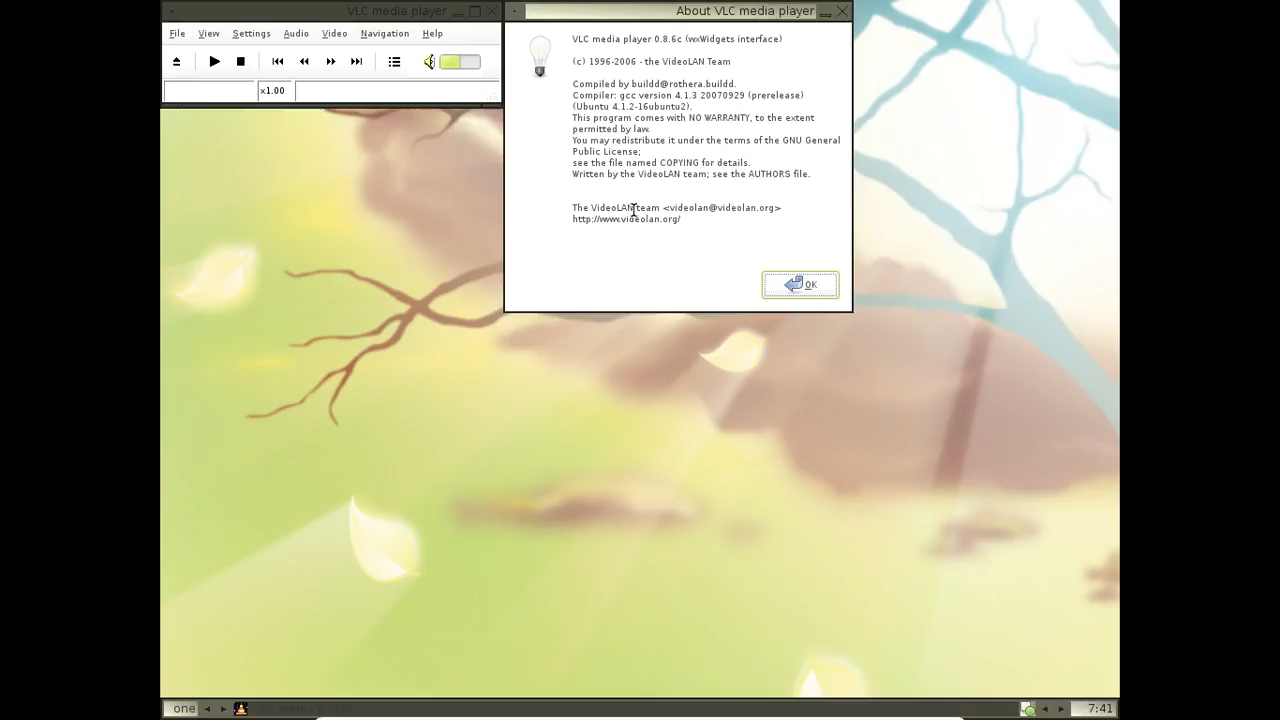 VLC media player
About VLC media player
File View Settings Audio Video Navigation Help
x1.00
VLC media player 0.8.6c (wxWidgets interface)
(c) 1996-2006 - the VideoLAN Team
Compiled by buildd@rothera.buildd.
Compiler: gcc version 4.1.3 20070929 (prerelease)
(Ubuntu 4.1.2-16ubuntu2).
This program comes with NO WARRANTY, to the extent
permitted by law.
You may redistribute it under the terms of the GNU General
Public License;
see the file named COPYING for details.
Written by the VideoLAN team; see the AUTHORS file.
The VideoLAN team <videolan@videolan.org>
http://www.videolan.org/
OK
one
7:41